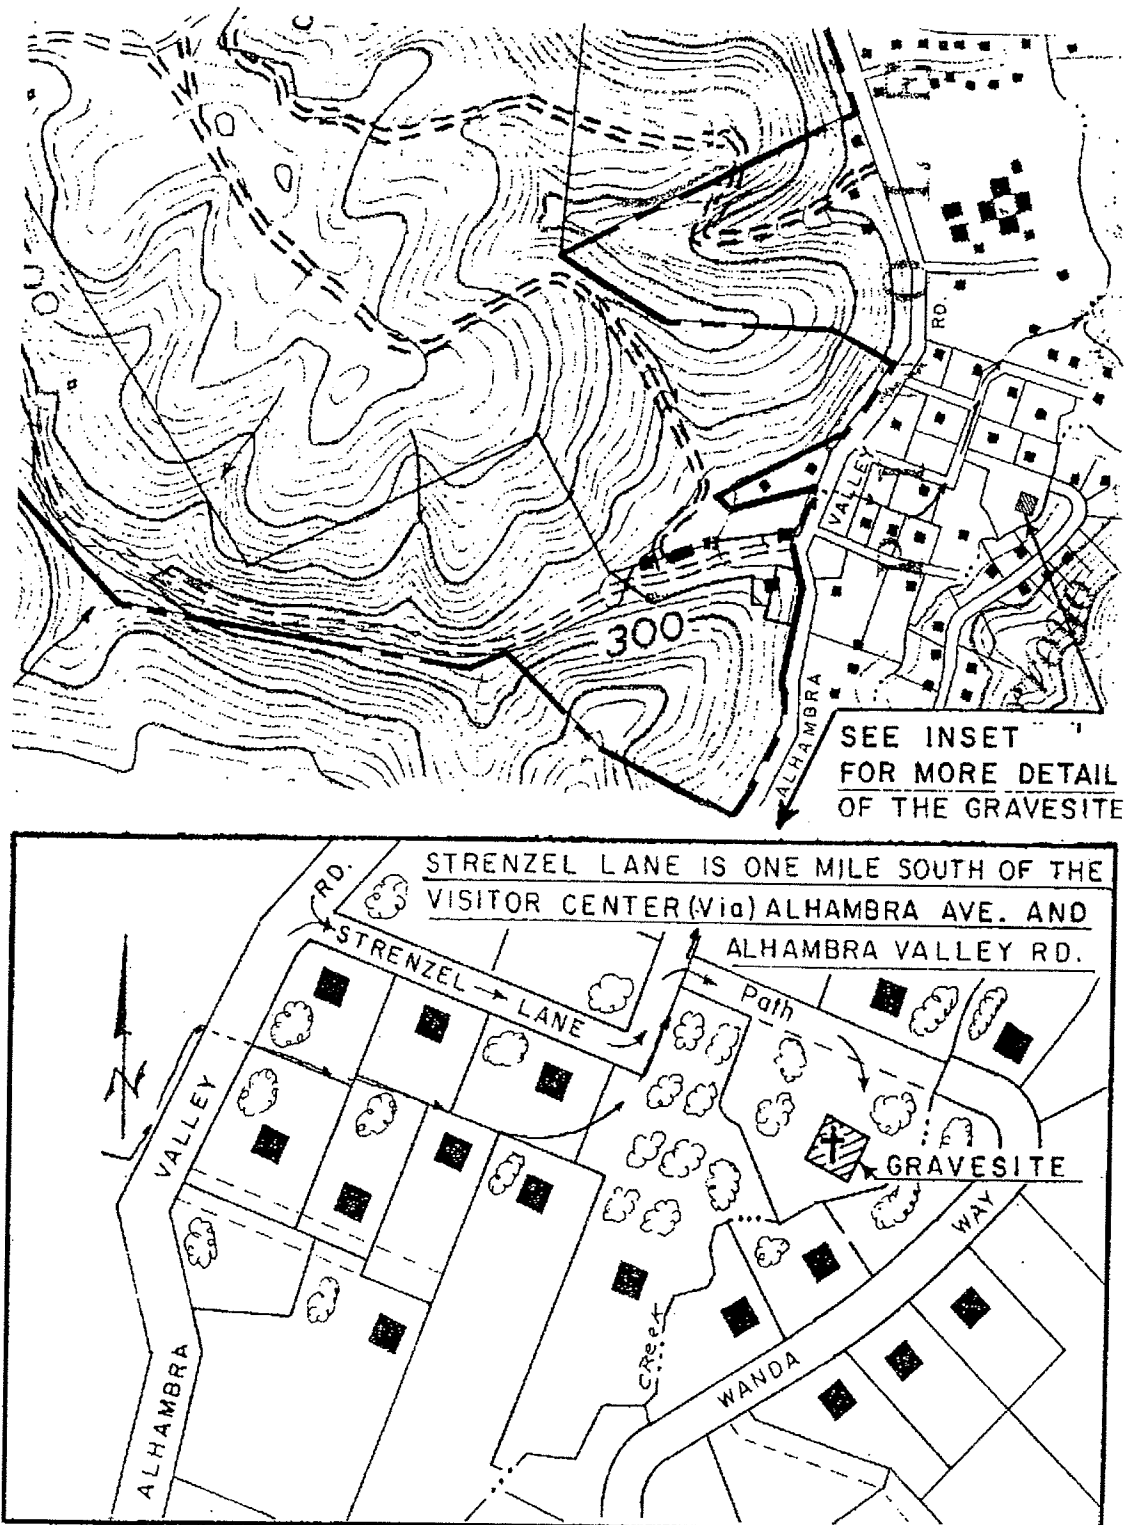 RD.
VALLEY
300
ALHAMBRA
SEE INSET
FOR MORE DETAIL
OF THE GRAVESITE
STRENZEL LANE IS ONE MILE SOUTH OF THE
VISITOR CENTER (Via) ALHAMBRA AVE. AND
ALHAMBRA VALLEY RD.
RD.
STRENZEL LANE
Path
N
VALLEY
GRAVESITE
WAY
Creek
WANDA
ALHAMBRA